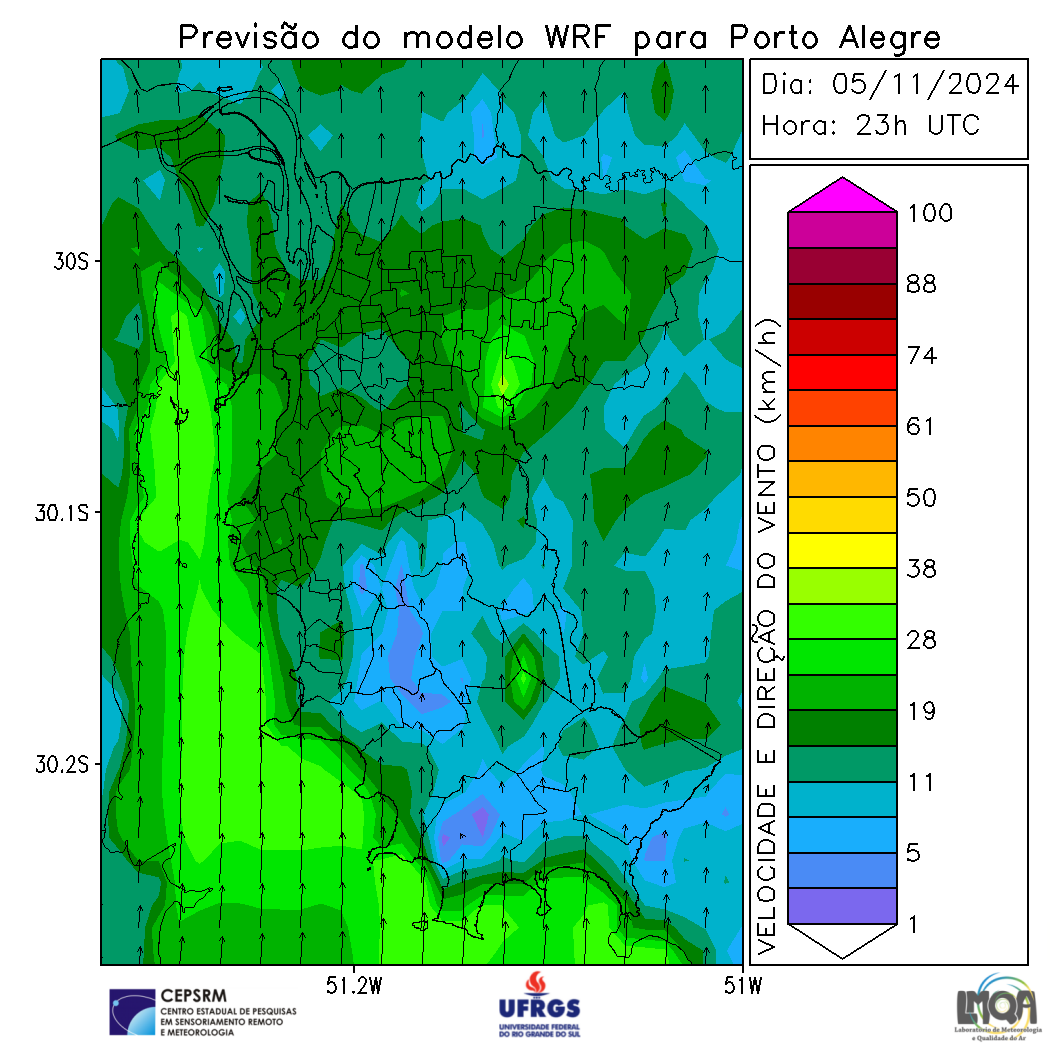 Previsão do modelo WRF para Porto Alegre
Dia: 05/11/2024
Hora: 23h UTC
30S
30.1S
30.2S
51.2W
51W
VELOCIDADE E DIREÇÃO DO VENTO (km/h)
100
88
74
61
50
38
28
19
11
5
1
CEPSRM
CENTRO ESTADUAL DE PESQUISAS
EM SENSORIAMENTO REMOTO
E METEOROLOGIA
UFRGS
UNIVERSIDADE FEDERAL
DO RIO GRANDE DO SUL
LMQA
Laboratório de Meteorologia
e Qualidade do Ar